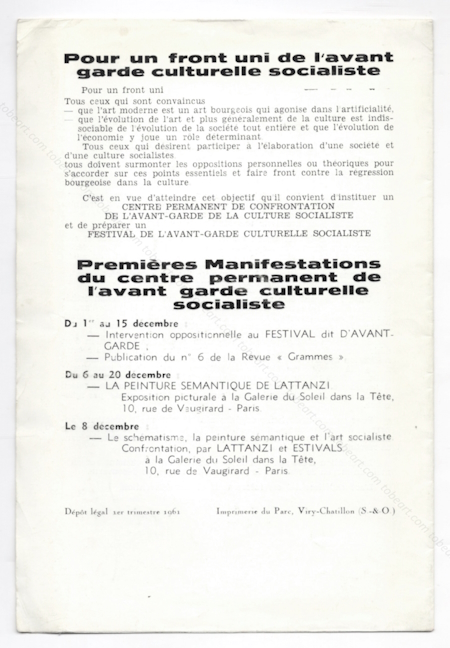 Pour un front uni de l'avant
garde culturelle socialiste
Pour un front uni
Tous ceux qui sont convaincus
— que l'art moderne est un art bourgeois qui agonise dans l'artificialité,
— que l'évolution de l'art et plus généralement de la culture est indis-
sociable de l'évolution de la société tout entière et que l'évolution de
l'économie y joue un rôle déterminant
Tous ceux qui désirent participer à l'élaboration d'une société et
d'une culture socialistes
tous doivent surmonter les oppositions personnelles ou théoriques pour
s'accorder sur ces points essentiels et faire front contre la régression
bourgeoise dans la culture
C'est en vue d'atteindre cet objectif qu'il convient d'instituer un
CENTRE PERMANENT DE CONFRONTATION
DE L'AVANT-GARDE DE LA CULTURE SOCIALISTE
et de préparer un
FESTIVAL DE L'AVANT-GARDE CULTURELLE SOCIALISTE
Premières Manifestations
du centre permanent de
l'avant garde culturelle
socialiste
Du 1er au 15 décembre :
— Intervention oppositionnelle au FESTIVAL dit D'AVANT-
GARDE ;
— Publication du n° 6 de la Revue « Grammes ».
Du 6 au 20 décembre :
— LA PEINTURE SEMANTIQUE DE LATTANZI
Exposition picturale à la Galerie du Soleil dans la Tête,
10, rue de Vaugirard - Paris.
Le 8 décembre :
— Le schématisme, la peinture sémantique et l'art socialiste.
Confrontation, par LATTANZI et ESTIVALS
à la Galerie du Soleil dans la Tête,
10, rue de Vaugirard - Paris.
Dépôt légal 1er trimestre 1961 Imprimerie du Parc, Viry-Chatillon (S.-&-O.)